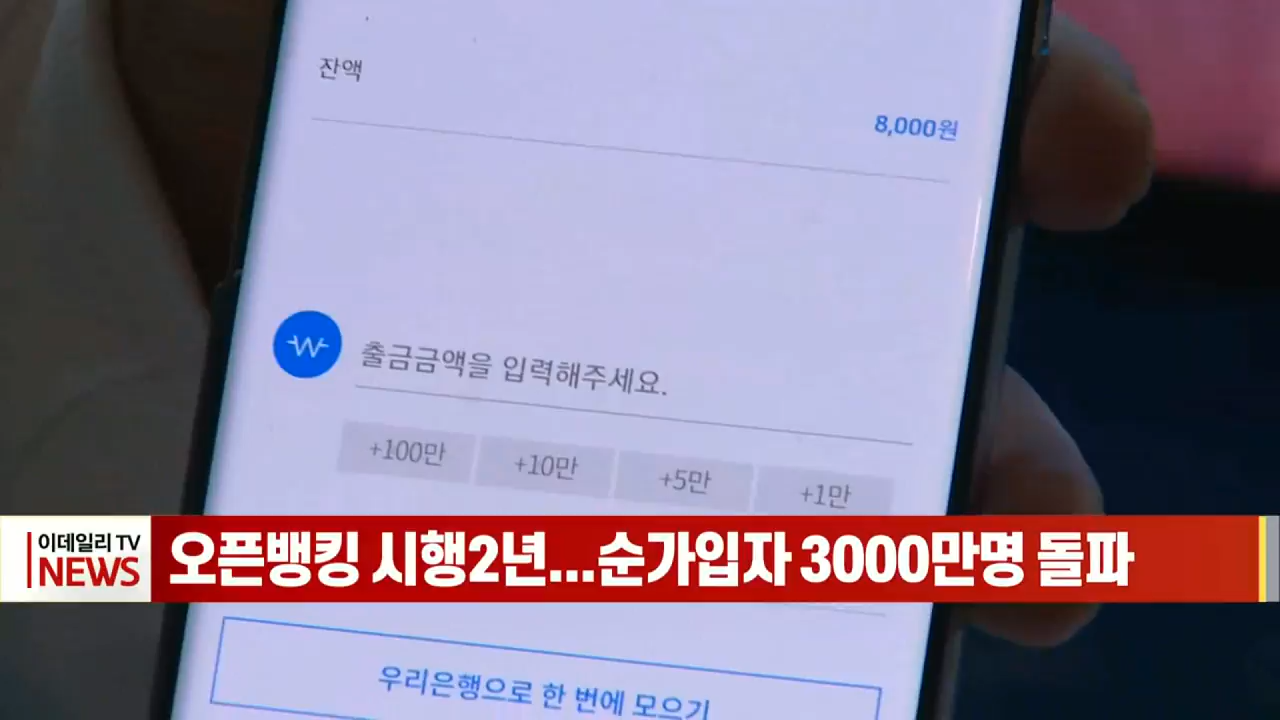 잔액
8,000원
출금금액을 입력해주세요.
+100만 +10만 +5만 +1만
이데일리 TV
NEWS
오픈뱅킹 시행2년...순가입자 3000만명 돌파
우리은행으로 한 번에 모으기